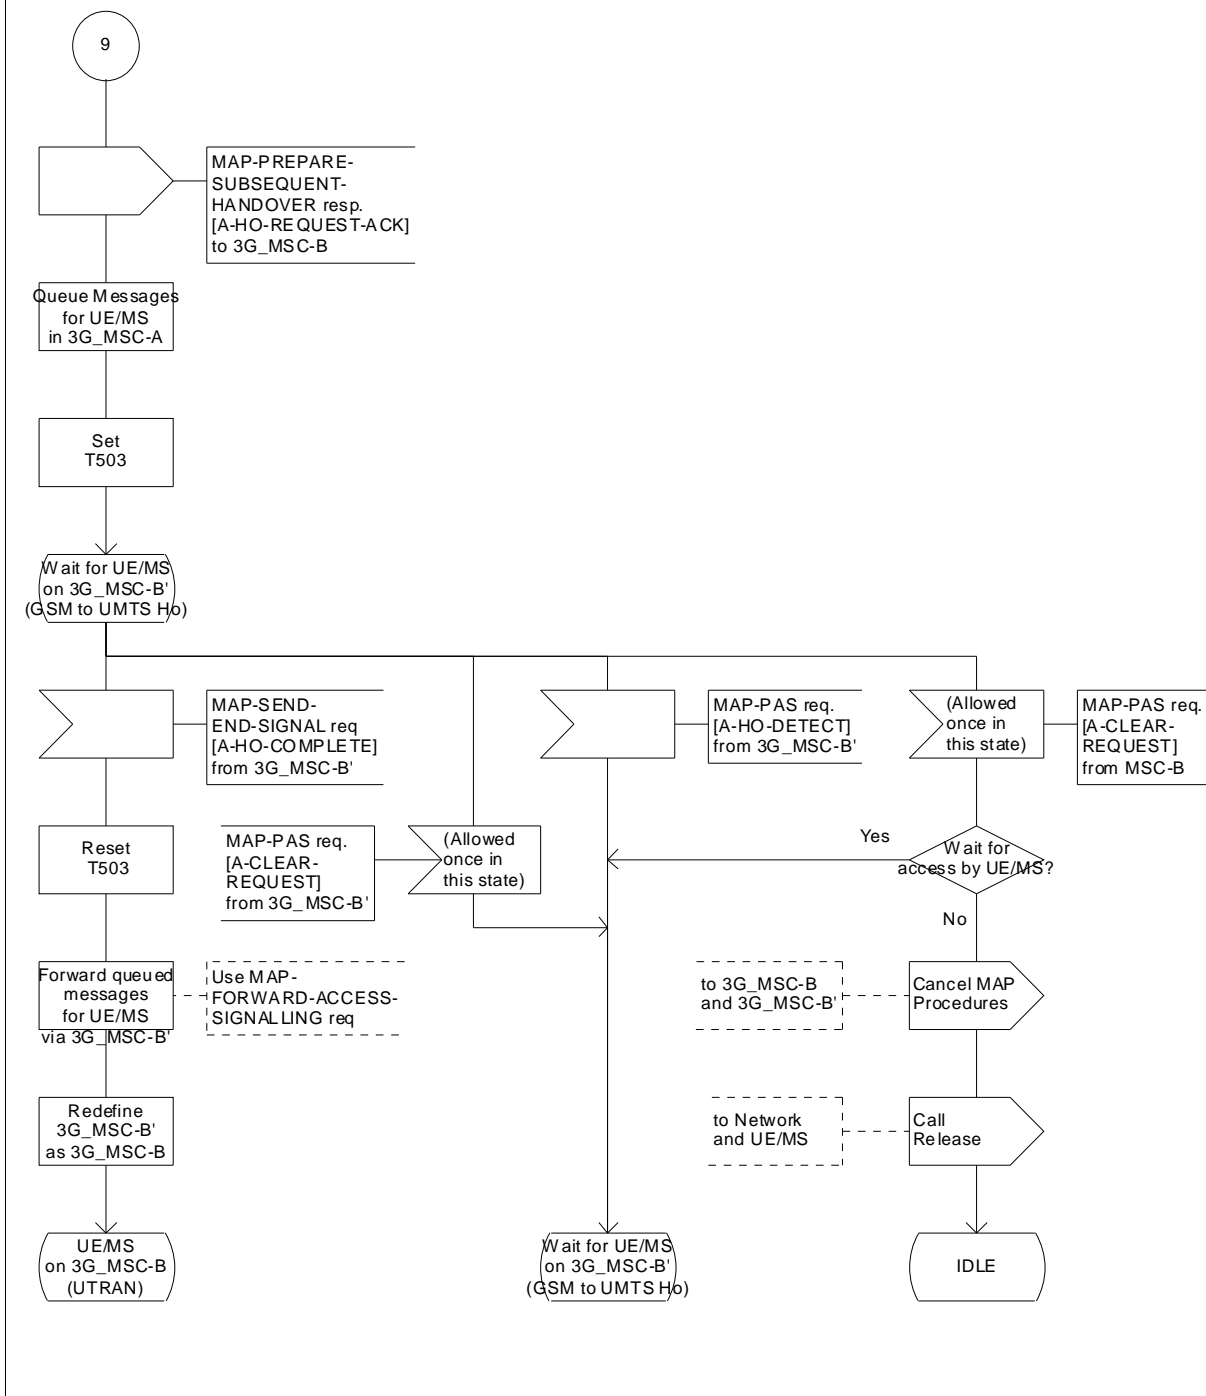 9
MAP-PREPARE-
SUBSEQUENT-
HANDOVER resp.
[A-HO-REQUEST-ACK]
to 3G_MSC-B
Queue Messages
for UE/MS
in 3G_MSC-A
Set
T503
Wait for UE/MS
on 3G_MSC-B'
(GSM to UMTS Ho)
MAP-SEND-
END-SIGNAL req
[A-HO-COMPLETE]
from 3G_MSC-B'
MAP-PAS req.
[A-HO-DETECT]
from 3G_MSC-B'
(Allowed
once in
this state)
MAP-PAS req.
[A-CLEAR-
REQUEST]
from MSC-B
Reset
T503
MAP-PAS req.
[A-CLEAR-
REQUEST]
from 3G_MSC-B'
(Allowed
once in
this state)
Yes
Wait for
access by UE/MS?
No
Forward queued
messages
for UE/MS
via 3G_MSC-B'
Use MAP-
FORWARD-ACCESS-
SIGNALLING req
to 3G_MSC-B
and 3G_MSC-B'
Cancel MAP
Procedures
Redefine
3G_MSC-B'
as 3G_MSC-B
to Network
and UE/MS
Call
Release
UE/MS
on 3G_MSC-B
(UTRAN)
Wait for UE/MS
on 3G_MSC-B'
(GSM to UMTS Ho)
IDLE